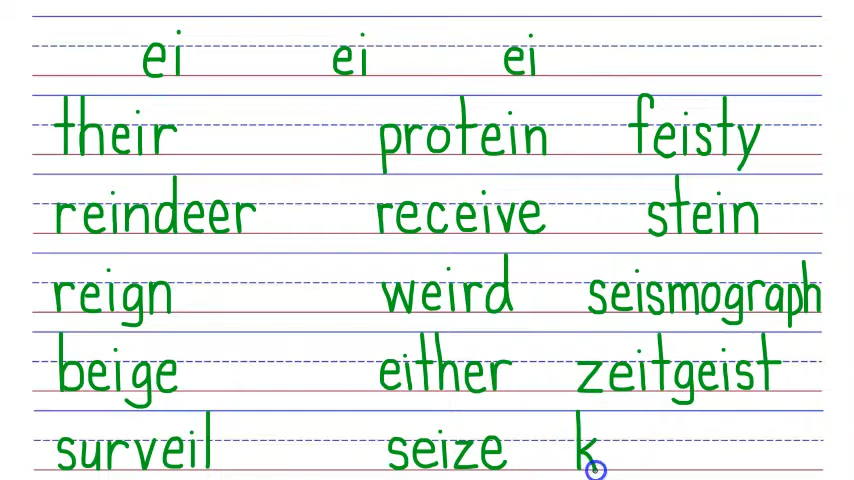 ei ei ei
their protein feisty
reindeer receive stein
reign weird seismograph
beige either zeitgeist
surveil seize k